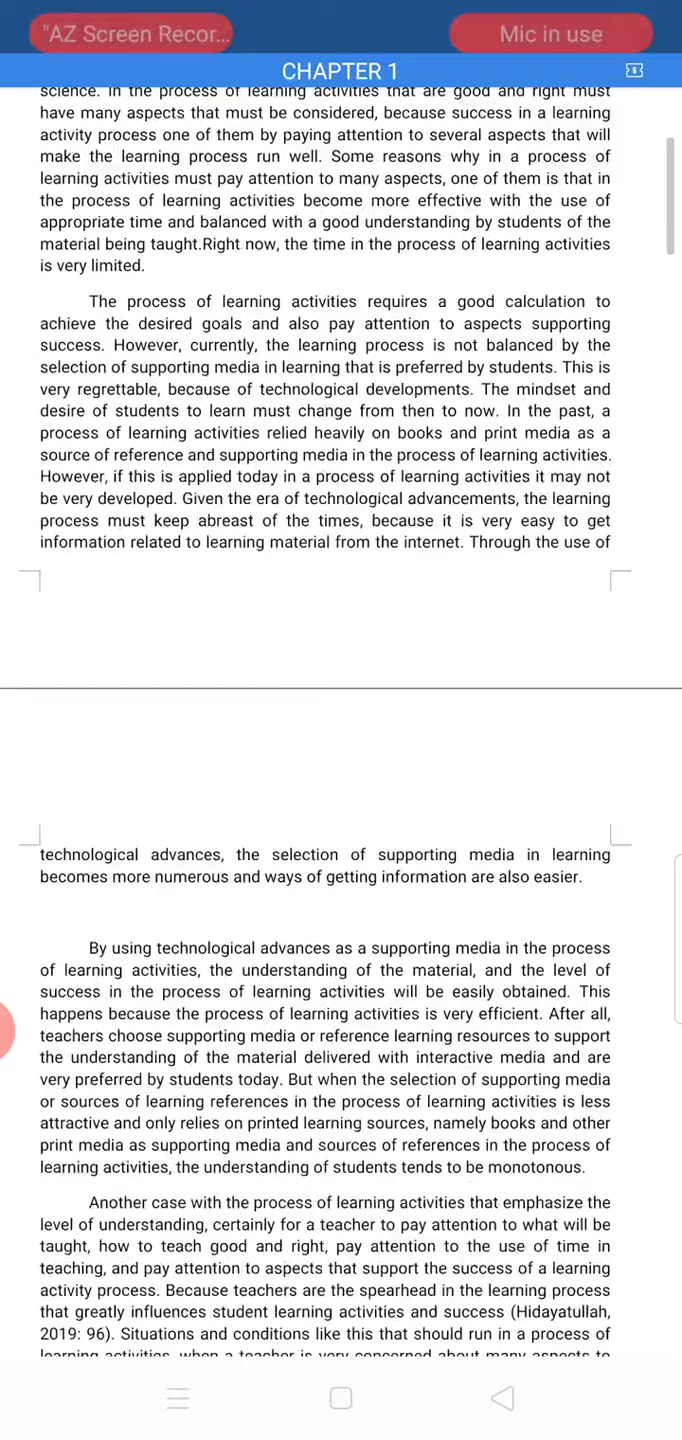 "AZ Screen Recor...
Mic in use
CHAPTER 1
science. In the process of learning activities that are good and right must
have many aspects that must be considered, because success in a learning
activity process one of them by paying attention to several aspects that will
make the learning process run well. Some reasons why in a process of
learning activities must pay attention to many aspects, one of them is that in
the process of learning activities become more effective with the use of
appropriate time and balanced with a good understanding by students of the
material being taught.Right now, the time in the process of learning activities
is very limited.
The process of learning activities requires a good calculation to
achieve the desired goals and also pay attention to aspects supporting
success. However, currently, the learning process is not balanced by the
selection of supporting media in learning that is preferred by students. This is
very regrettable, because of technological developments. The mindset and
desire of students to learn must change from then to now. In the past, a
process of learning activities relied heavily on books and print media as a
source of reference and supporting media in the process of learning activities.
However, if this is applied today in a process of learning activities it may not
be very developed. Given the era of technological advancements, the learning
process must keep abreast of the times, because it is very easy to get
information related to learning material from the internet. Through the use of
technological advances, the selection of supporting media in learning
becomes more numerous and ways of getting information are also easier.
By using technological advances as a supporting media in the process
of learning activities, the understanding of the material, and the level of
success in the process of learning activities will be easily obtained. This
happens because the process of learning activities is very efficient. After all,
teachers choose supporting media or reference learning resources to support
the understanding of the material delivered with interactive media and are
very preferred by students today. But when the selection of supporting media
or sources of learning references in the process of learning activities is less
attractive and only relies on printed learning sources, namely books and other
print media as supporting media and sources of references in the process of
learning activities, the understanding of students tends to be monotonous.
Another case with the process of learning activities that emphasize the
level of understanding, certainly for a teacher to pay attention to what will be
taught, how to teach good and right, pay attention to the use of time in
teaching, and pay attention to aspects that support the success of a learning
activity process. Because teachers are the spearhead in the learning process
that greatly influences student learning activities and success (Hidayatullah,
2019: 96). Situations and conditions like this that should run in a process of
learning activities, when a teacher is very concerned about many aspects to